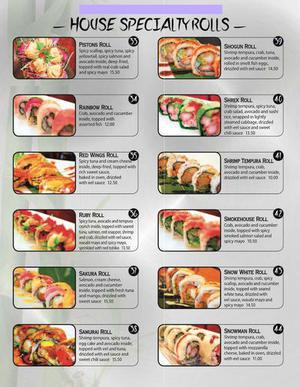 HOUSE SPECIALTY ROLLS
33
PISTONS ROLL
Spicy scallop, spicy tuna, spicy
yellowtail, spicy salmon and
avocado inside, deep-fried,
topped with real crab salad
and spicy mayo 15.50
34
RAINBOW ROLL
Crab, avocado and cucumber
inside, topped with
assorted fish 12.00
35
RED WINGS ROLL
Spicy tuna and cream cheese
inside, deep-fried, topped with
rich sweet sauce,
baked in oven, drizzled
with eel sauce 12.50
36
RUBY ROLL
Spicy tuna, avocado and tempura
crunch inside, topped with seared
tuna, salmon, red snapper, shrimp
and crab, drizzled with eel sauce,
wasabi mayo and spicy mayo,
sprinkled with red tobiko 13.50
SAKURA ROLL
Salmon, cream cheese,
avocado and cucumber
inside, topped with fresh tuna
and mango, drizzled with
sweet sauce 15.50
38
SAMURAI ROLL
Shrimp tempura, spicy tuna,
egg cake and avocado inside,
topped with eel and tuna,
drizzled with eel sauce and
sweet chili sauce 15.50
39
SHOGUN ROLL
Shrimp tempura, crab, tuna,
avocado and cucumber inside,
rolled in smelt fish eggs,
drizzled with eel sauce 14.50
40
SHREK ROLL
Shrimp tempura, spicy tuna,
crab salad, avocado and sushi
rice, wrapped in lightly
steamed cabbage, drizzled
with eel sauce and sweet
chili sauce 13.50
41
SHRIMP TEMPURA ROLL
Shrimp tempura, crab,
avocado and cucumber inside,
drizzled with eel sauce 11.00
42
SMOKEHOUSE ROLL
Crab, avocado and cucumber
inside, topped with spicy
smoked salmon salad and
spicy mayo 10.50
43
SNOW WHITE ROLL
Shrimp tempura, crab, spicy
scallop, avocado and cucumber
inside, topped with seared
white tuna, drizzled with
eel sauce, wasabi mayo and
spicy mayo 14.50
44
SNOWMAN ROLL
Shrimp tempura, crab,
avocado and cucumber
inside, topped with mozzarella
cheese, baked in oven, drizzled
with eel sauce 11.00